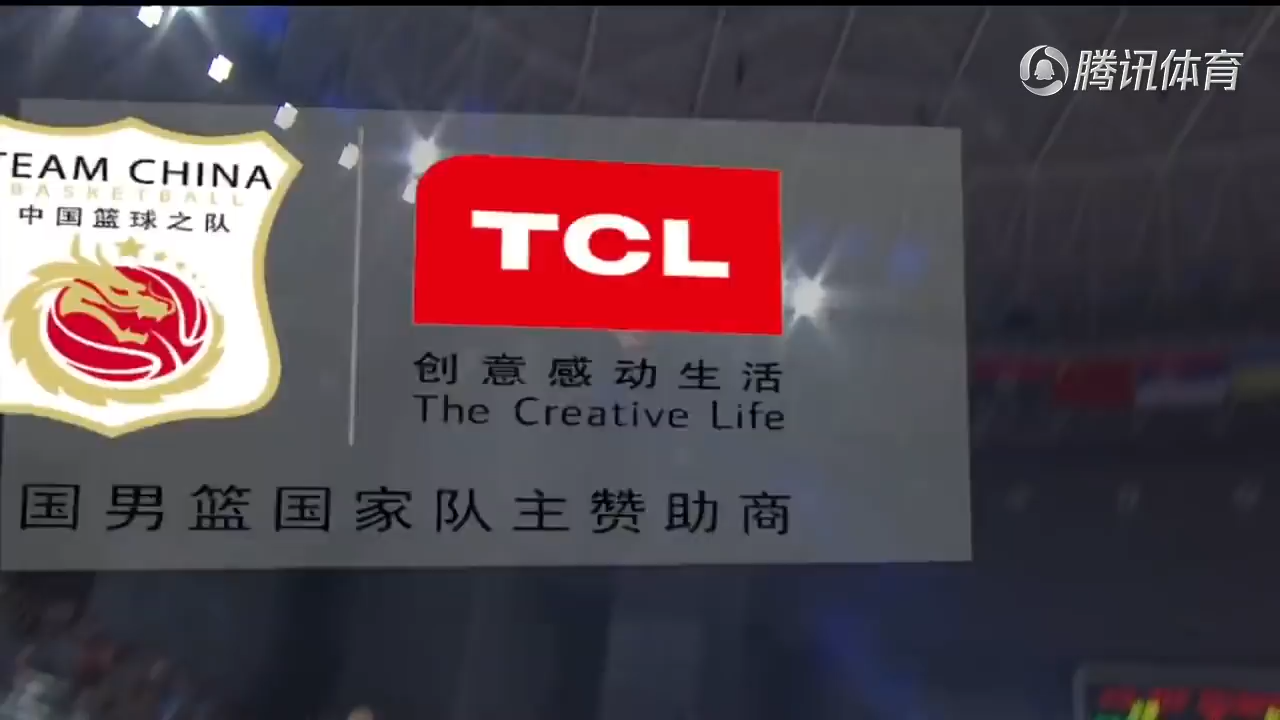 腾讯体育
TEAM CHINA
BASKETBALL
中国篮球之队
TCL
创意感动生活
The Creative Life
国男篮国家队主赞助商